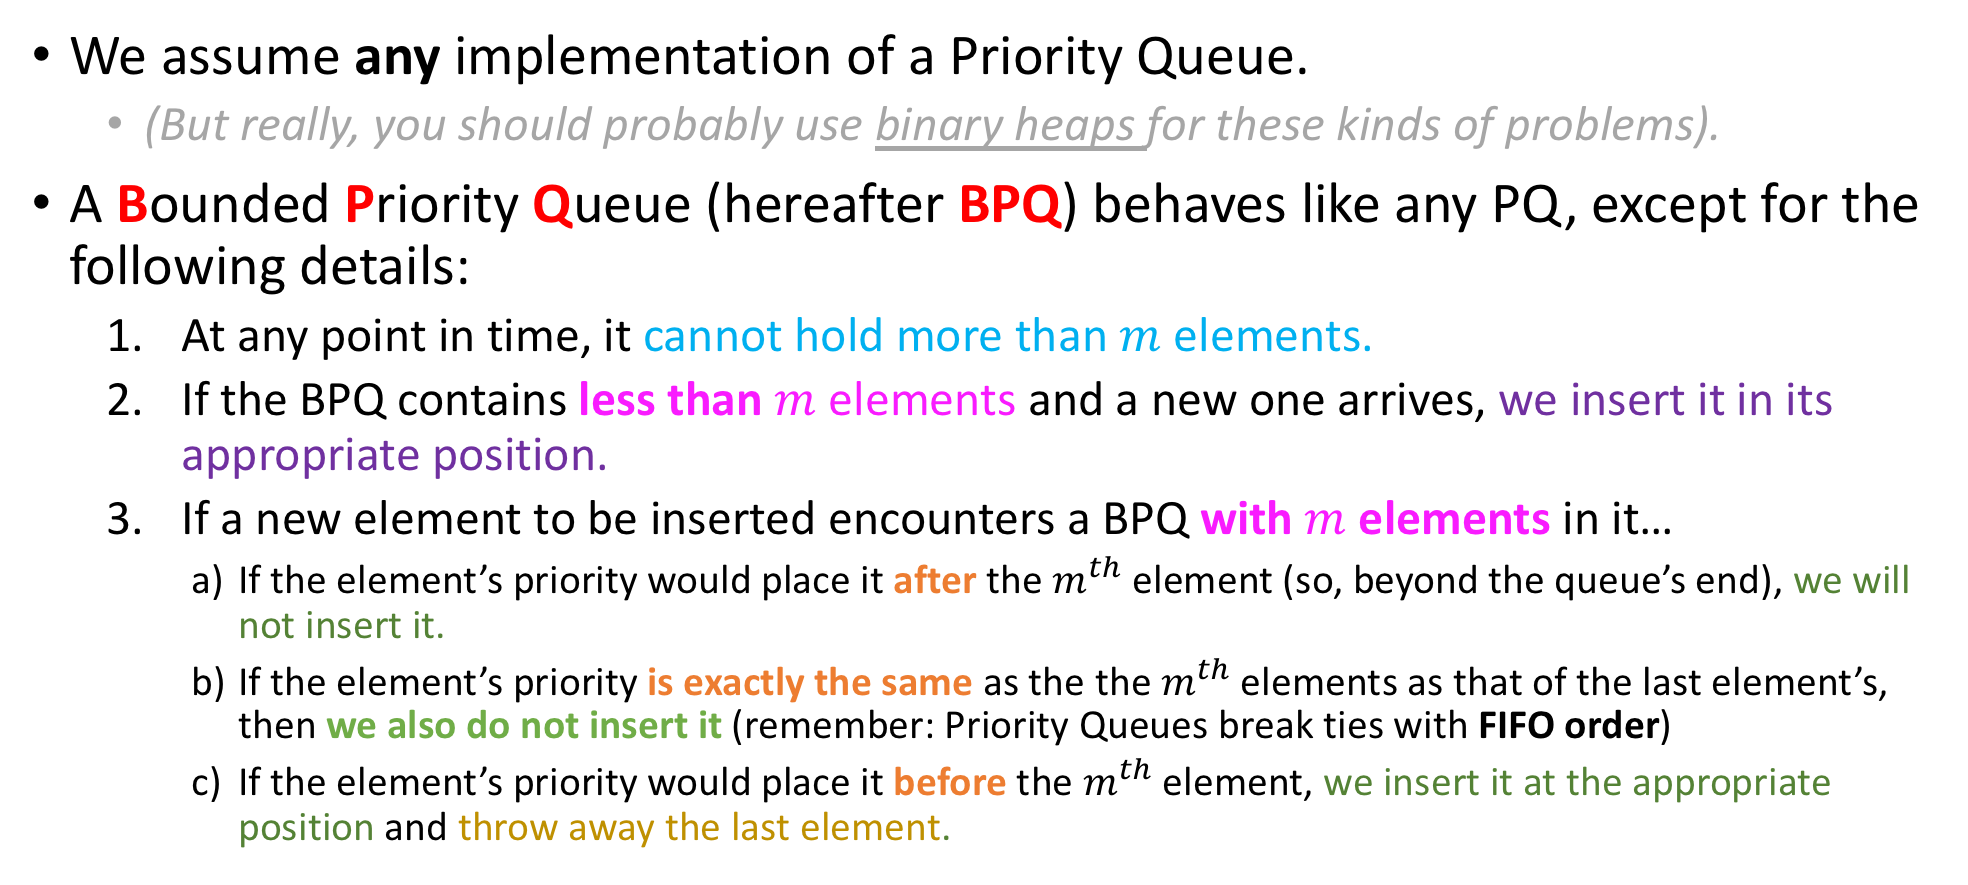 • We assume any implementation of a Priority Queue.
• (But really, you should probably use binary heaps for these kinds of problems).
• A Bounded Priority Queue (hereafter BPQ) behaves like any PQ, except for the
following details:
1. At any point in time, it cannot hold more than m elements.
2. If the BPQ contains less than m elements and a new one arrives, we insert it in its
appropriate position.
3. If a new element to be inserted encounters a BPQ with m elements in it…
a) If the element’s priority would place it after the mᵗʰ element (so, beyond the queue’s end), we will
not insert it.
b) If the element’s priority is exactly the same as the the mᵗʰ elements as that of the last element’s,
then we also do not insert it (remember: Priority Queues break ties with FIFO order)
c) If the element’s priority would place it before the mᵗʰ element, we insert it at the appropriate
position and throw away the last element.